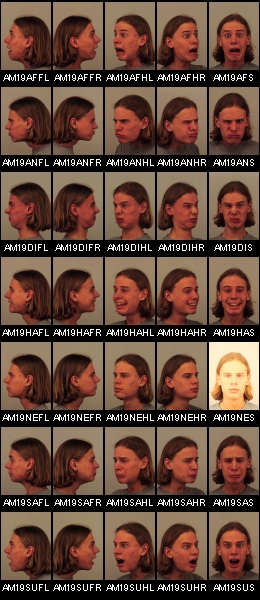 AM19AFFL AM19AFFR AM19AFHL AM19AFHR AM19AFS
AM19ANFL AM19ANFR AM19ANHL AM19ANHR AM19ANS
AM19DIFL AM19DIFR AM19DIHL AM19DIHR AM19DIS
AM19HAFL AM19HAFR AM19HAHL AM19HAHR AM19HAS
AM19NEFL AM19NEFR AM19NEHL AM19NEHR AM19NES
AM19SAFL AM19SAFR AM19SAHL AM19SAHR AM19SAS
AM19SUFL AM19SUFR AM19SUHL AM19SUHR AM19SUS